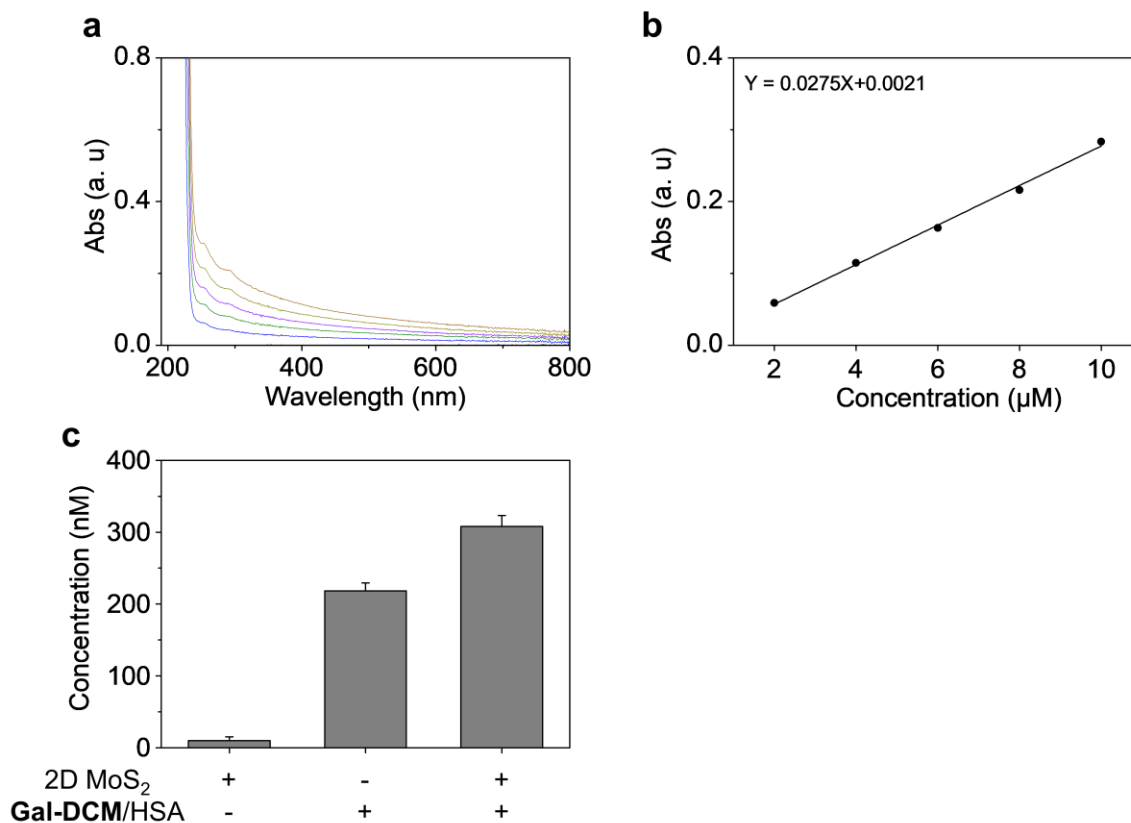 a
0.8
0.4
0.0
Abs (a. u)
200 400 600 800
Wavelength (nm)
b
Y = 0.0275X+0.0021
0.4
0.2
0.0
Abs (a. u)
2 4 6 8 10
Concentration (µM)
c
400
300
200
100
0
Concentration (nM)
2D MoS₂ + - +
Gal-DCM/HSA - + +